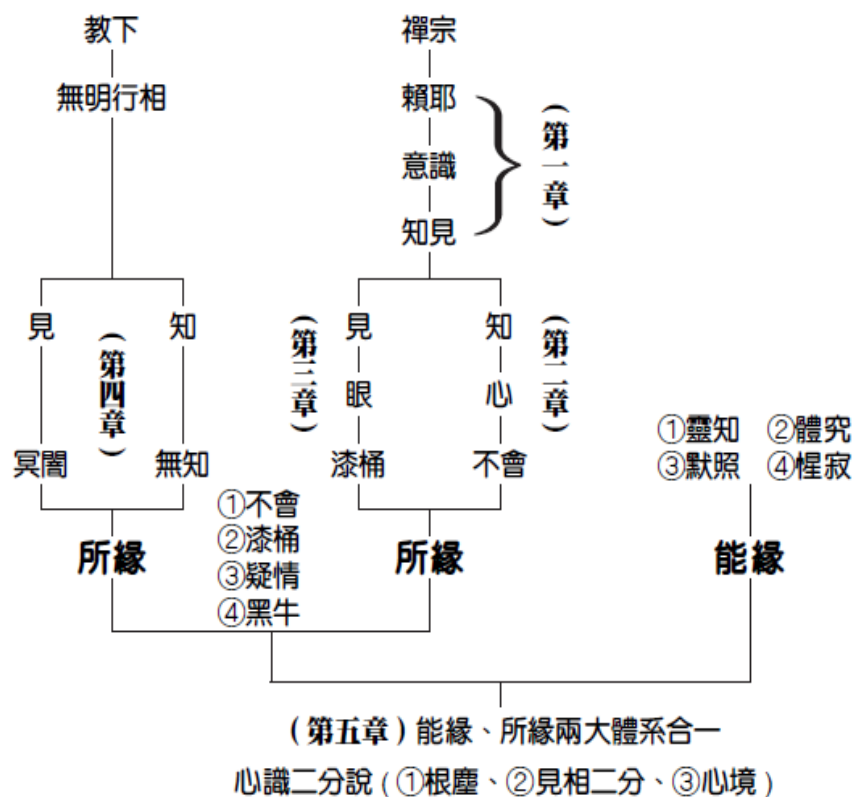 教下
禪宗
無明行相
賴耶
意識
知見
(第一章)
見
知
(第四章)
冥闇
無知
(第三章)
見
眼
漆桶
知
心
不會
(第二章)
①靈知 ②體究
③默照 ④惺寂
所緣
①不會
②漆桶
③疑情
④黑牛
所緣
能緣
(第五章)能緣、所緣兩大體系合一
心識二分說(①根塵、②見相二分、③心境)